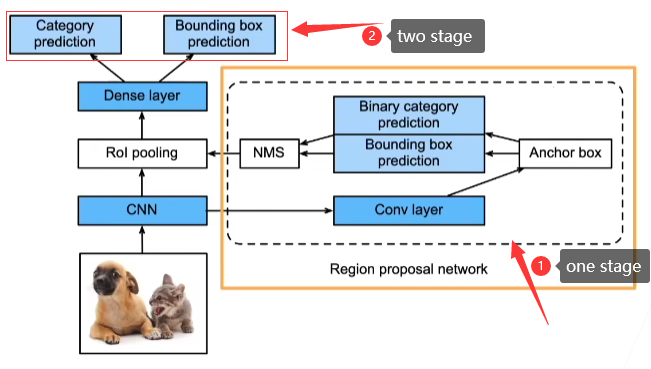 Category
prediction
Bounding box
prediction
2 two stage
Dense layer
Binary category
prediction
RoI pooling
NMS
Bounding box
prediction
Anchor box
CNN
Conv layer
Region proposal network
1 one stage